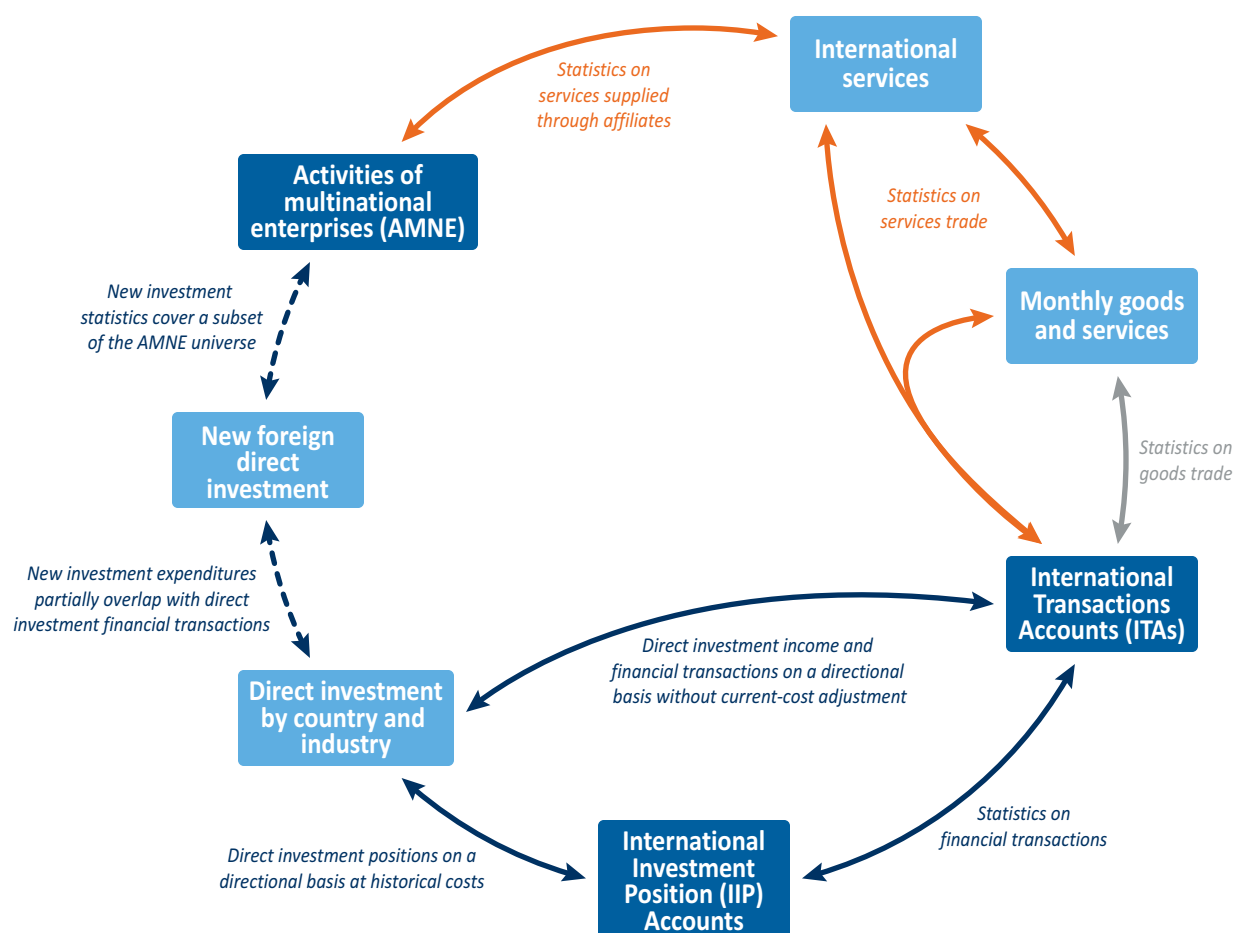 International
services
Statistics on
services supplied
through affiliates
Activities of
multinational
enterprises (AMNE)
Statistics on
services trade
Monthly goods
and services
New investment
statistics cover a subset
of the AMNE universe
New foreign
direct
investment
Statistics on
goods trade
New investment expenditures
partially overlap with direct
investment financial transactions
International
Transactions
Accounts (ITAs)
Direct investment income and
financial transactions on a directional
basis without current-cost adjustment
Direct investment
by country and
industry
Statistics on
financial transactions
International
Investment
Position (IIP)
Accounts
Direct investment positions on a
directional basis at historical costs